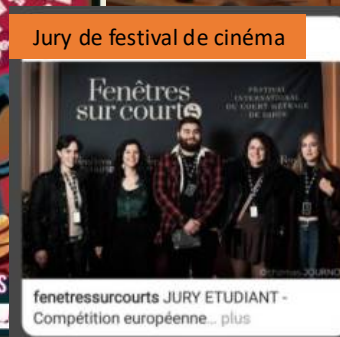 Jury de festival de cinéma
Fenêtres
sur courts
FESTIVAL
INTERNATIONAL
DU COURT MÉTRAGE
DE DIJON
fenetressurcourts JURY ETUDIANT -
Compétition européenne... plus